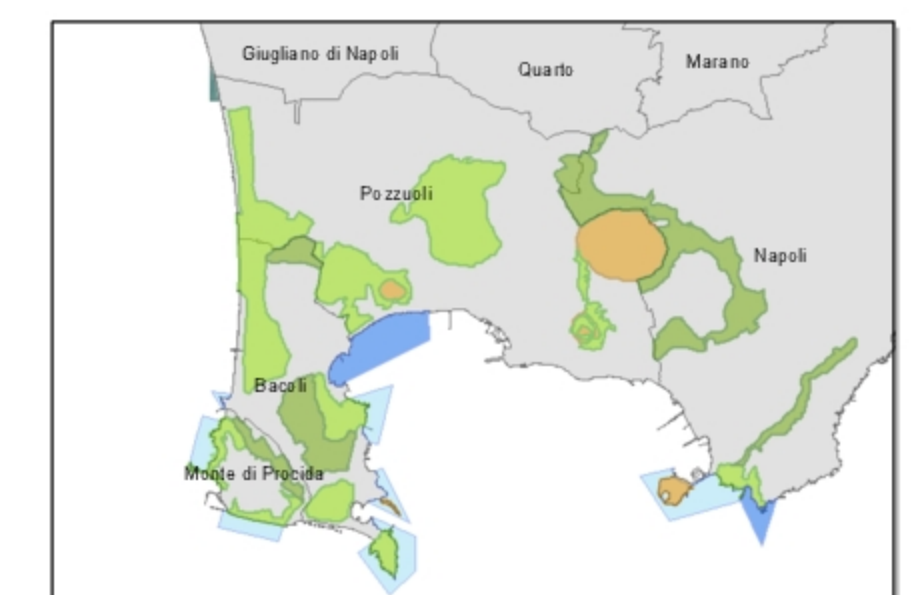 Giugliano di Napoli
Quarto
Marano
Pozzuoli
Napoli
Bacoli
Monte di Procida